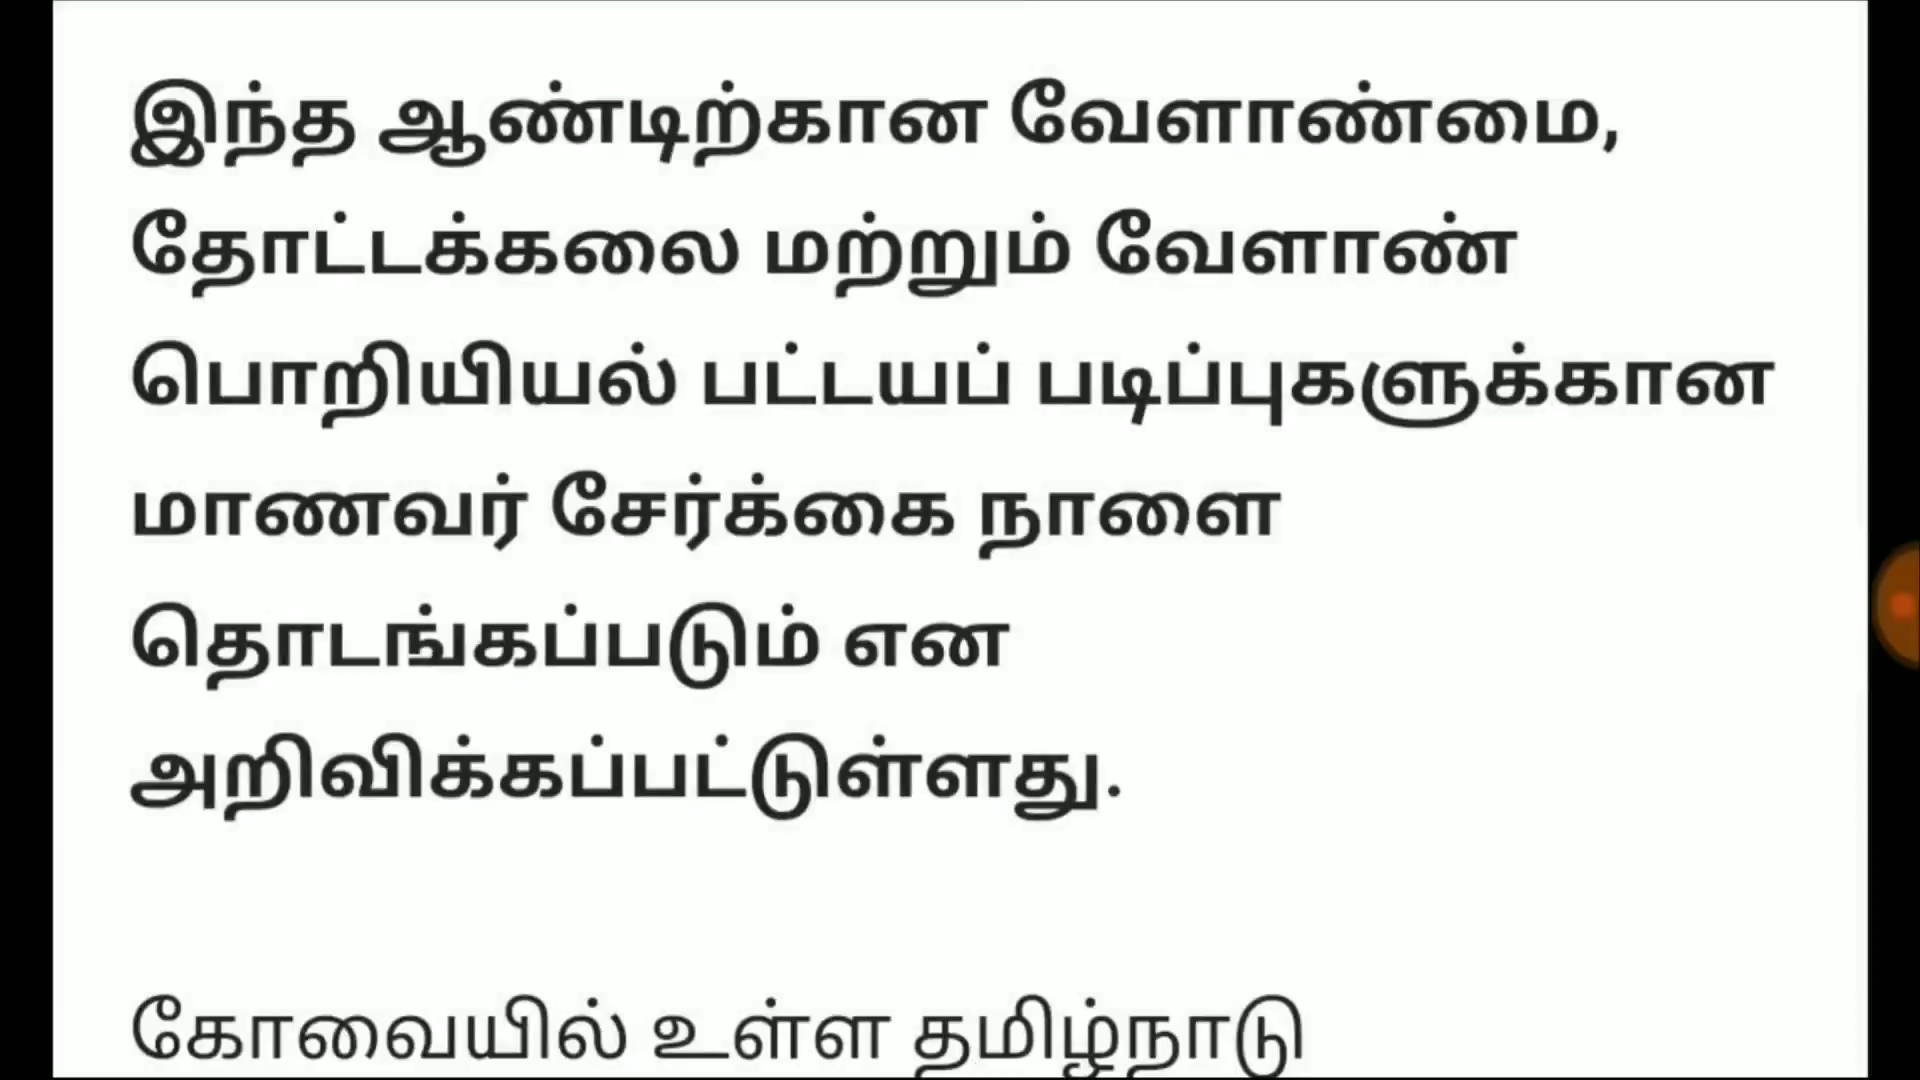 இந்த ஆண்டிற்கான வேளாண்மை,
தோட்டக்கலை மற்றும் வேளாண்
பொறியியல் பட்டயப் படிப்புகளுக்கான
மாணவர் சேர்க்கை நாளை
தொடங்கப்படும் என
அறிவிக்கப்பட்டுள்ளது.
கோவையில் உள்ள தமிழ்நாடு